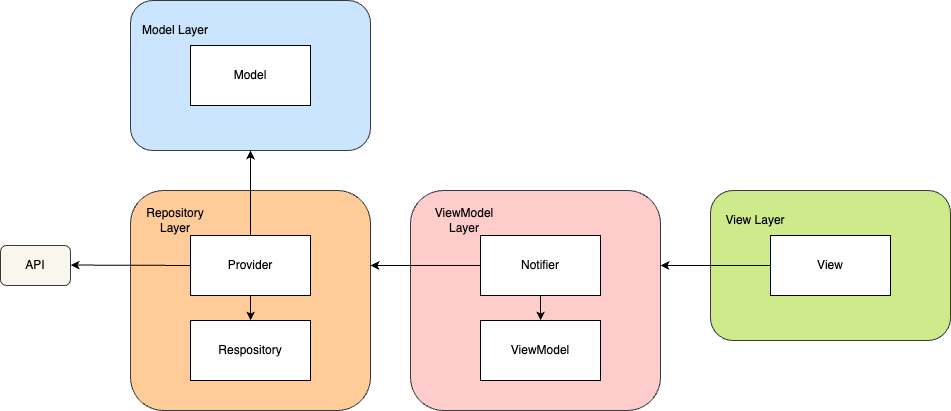 Model Layer
Model
Repository
Layer
ViewModel
Layer
View Layer
API
Provider
Notifier
View
Respository
ViewModel